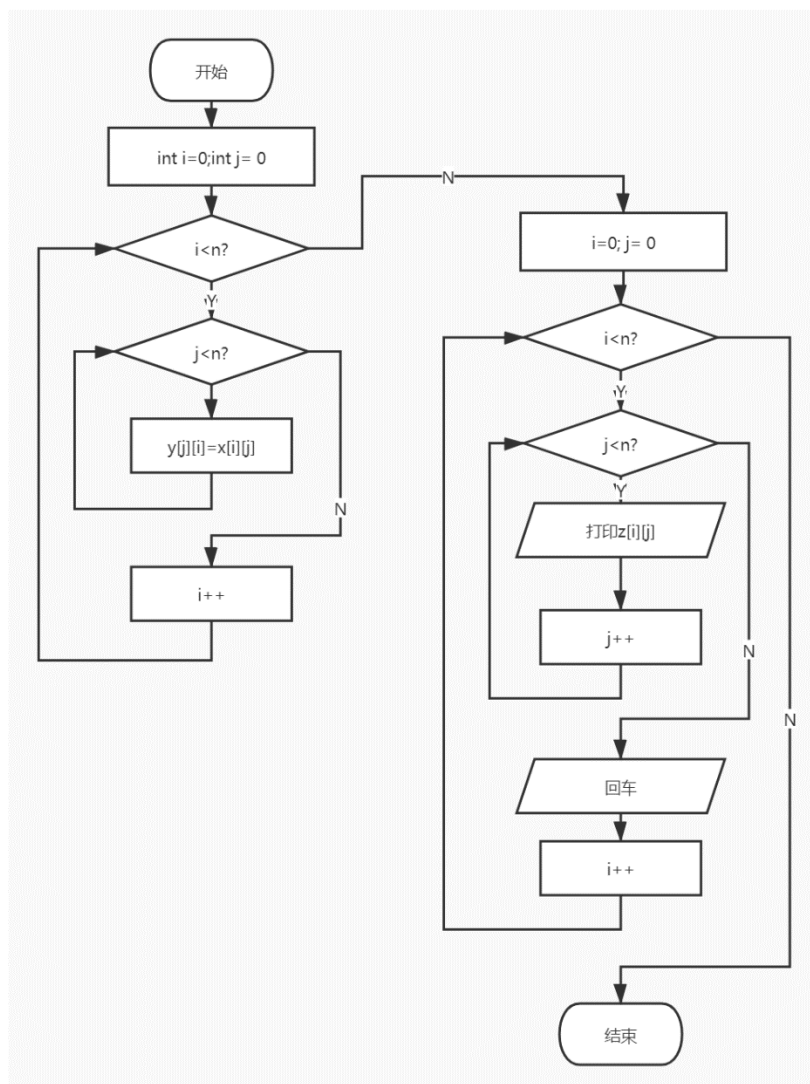 开始
int i=0;int j= 0
i<n?
Y
j<n?
y[j][i]=x[i][j]
N
i++
N
i=0; j= 0
i<n?
Y
j<n?
Y
打印z[i][j]
j++
N
N
回车
i++
结束